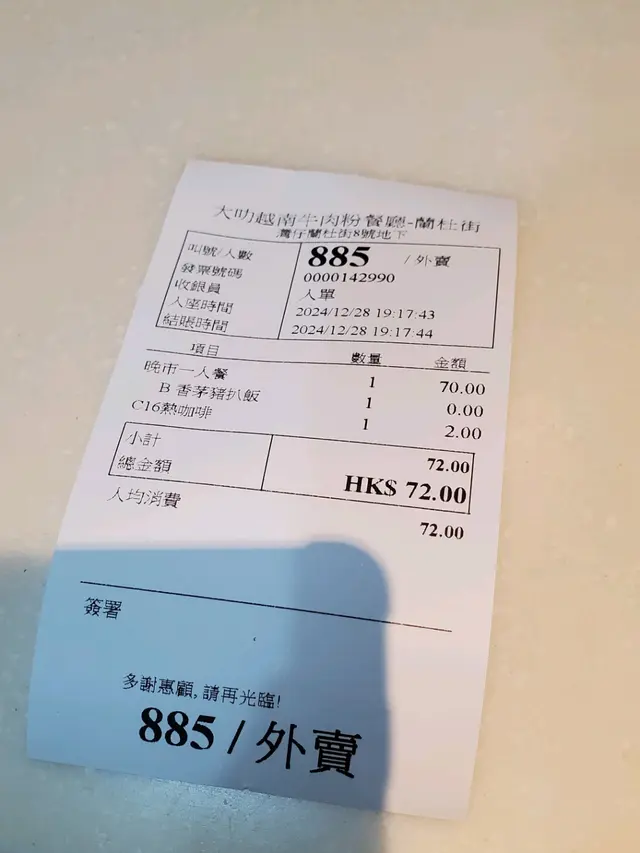 大叻越南牛肉粉餐廳-蘭杜街
灣仔蘭杜街8號地下
叫號/人數 885 /外賣
發票號碼 0000142990
收銀員 人單
入座時間 2024/12/28 19:17:43
結賬時間 2024/12/28 19:17:44
項目 數量 金額
晚市一人餐 1 70.00
B 香茅豬扒飯 1 0.00
C16熱咖啡 1 2.00
小計 72.00
總金額 HK$ 72.00
人均消費 72.00
簽署
多謝惠顧, 請再光臨!
885 / 外賣